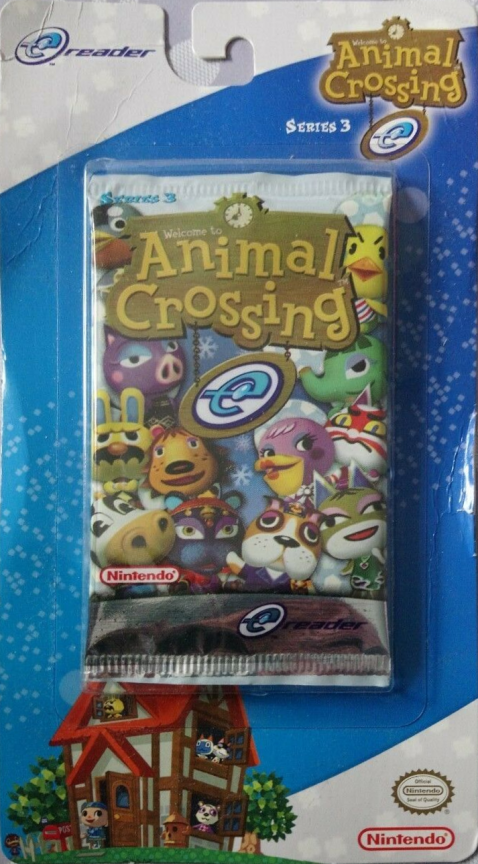 e reader
TM
Welcome to
Animal
Crossing
SERIES 3
e
Series 3
Welcome to
Animal
Crossing
e
Nintendo
e reader
Official
Nintendo
Seal of Quality
Nintendo